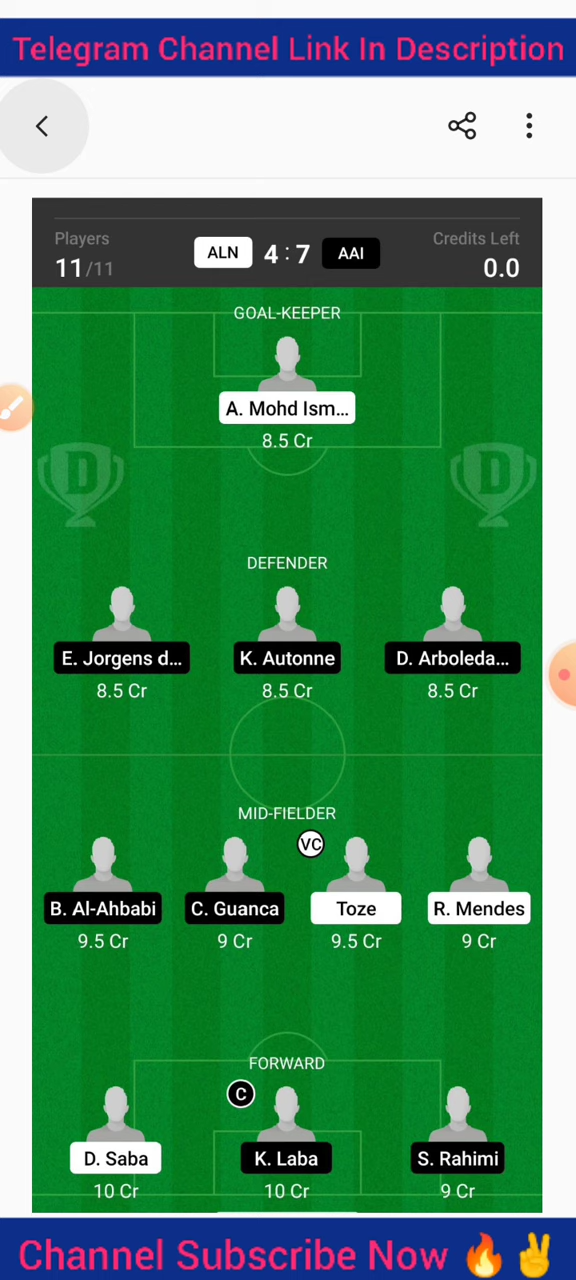 Telegram Channel Link In Description
Players
11/11
ALN 4 : 7 AAI
Credits Left
0.0
GOAL-KEEPER
A. Mohd Ism...
8.5 Cr
D D
DEFENDER
E. Jorgens d... K. Autonne D. Arboleda...
8.5 Cr 8.5 Cr 8.5 Cr
MID-FIELDER
VC
B. Al-Ahbabi C. Guanca Toze R. Mendes
9.5 Cr 9 Cr 9.5 Cr 9 Cr
FORWARD
C
D. Saba K. Laba S. Rahimi
10 Cr 10 Cr 9 Cr
Channel Subscribe Now 🔥✌️